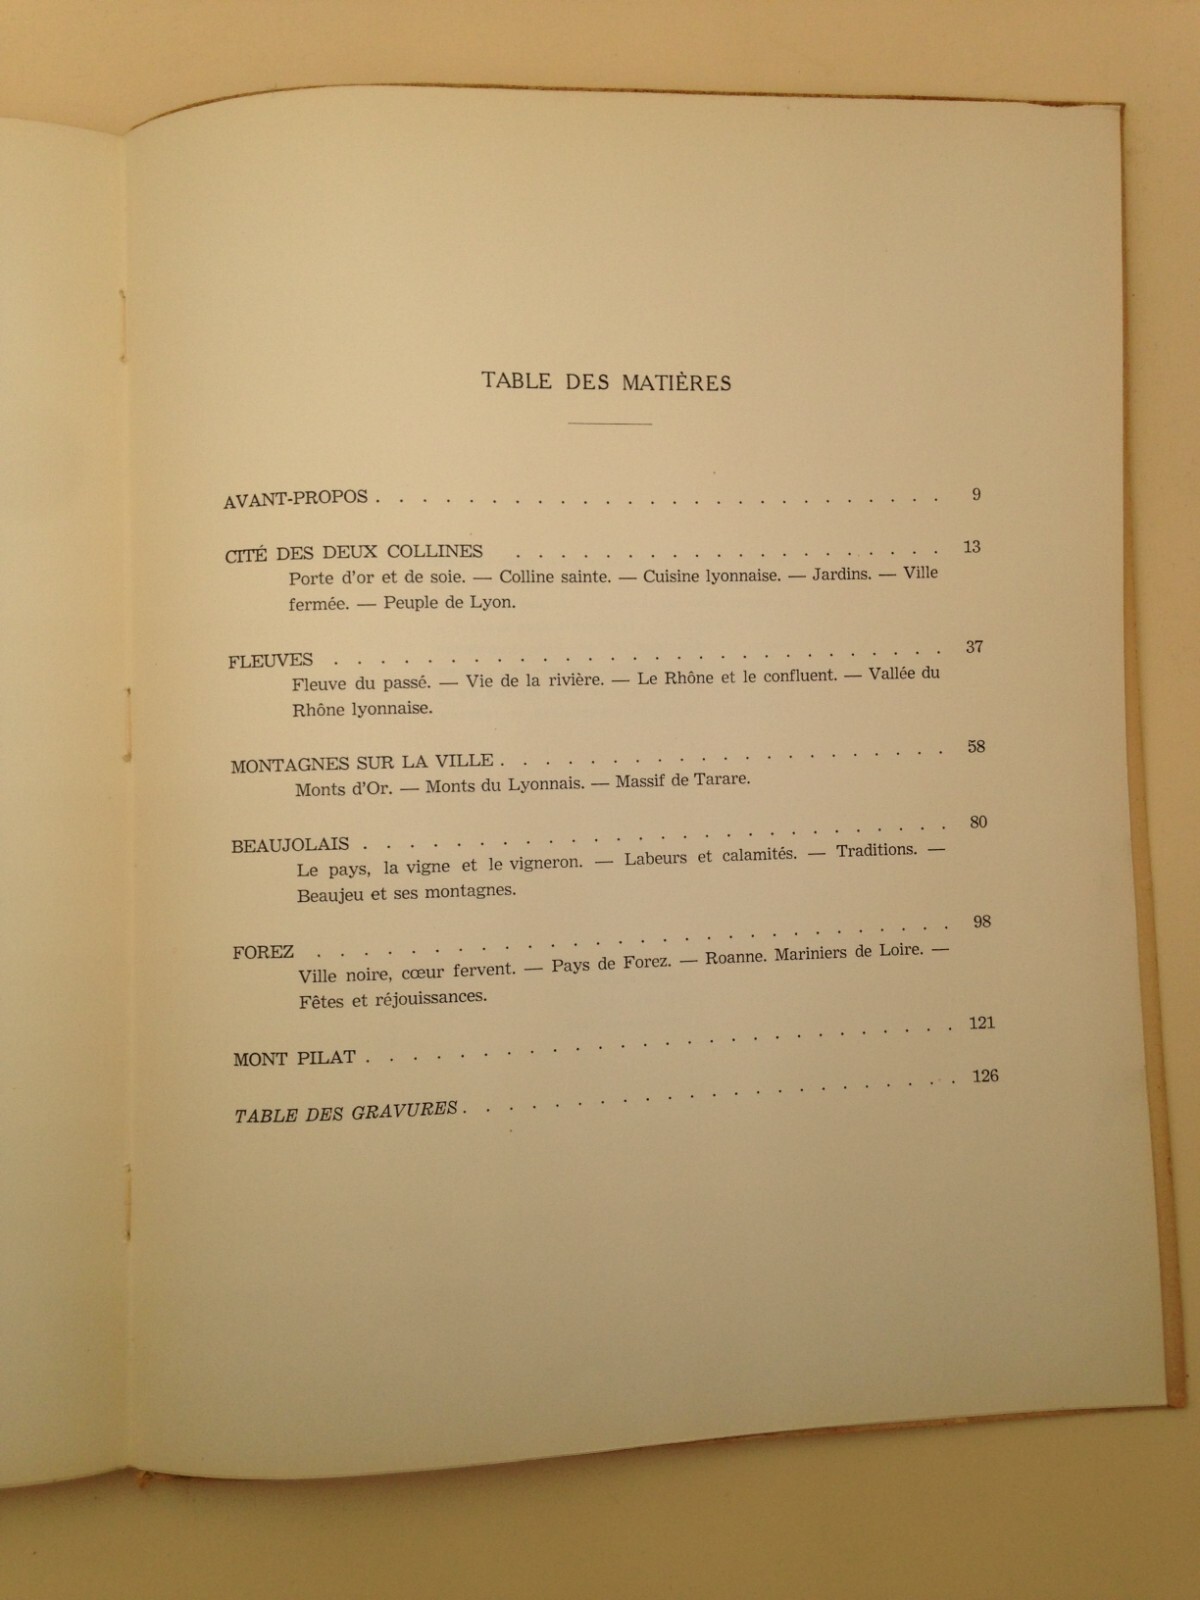 TABLE DES MATIÈRES
AVANT-PROPOS . . . . . . . . . . . . . . . . . . . . . . . . . 9
CITÉ DES DEUX COLLINES . . . . . . . . . . . . . . . . . . . 13
Porte d'or et de soie. — Colline sainte. — Cuisine lyonnaise. — Jardins. — Ville
fermée. — Peuple de Lyon.
FLEUVES . . . . . . . . . . . . . . . . . . . . . . . . . . . 37
Fleuve du passé. — Vie de la rivière. — Le Rhône et le confluent. — Vallée du
Rhône lyonnaise.
MONTAGNES SUR LA VILLE . . . . . . . . . . . . . . . . . . . . 58
Monts d'Or. — Monts du Lyonnais. — Massif de Tarare.
BEAUJOLAIS . . . . . . . . . . . . . . . . . . . . . . . . . . 80
Le pays, la vigne et le vigneron. — Labeurs et calamités. — Traditions. —
Beaujeu et ses montagnes.
FOREZ . . . . . . . . . . . . . . . . . . . . . . . . . . . . 98
Ville noire, cœur fervent. — Pays de Forez. — Roanne. Mariniers de Loire. —
Fêtes et réjouissances.
MONT PILAT . . . . . . . . . . . . . . . . . . . . . . . . . . 121
TABLE DES GRAVURES . . . . . . . . . . . . . . . . . . . . . . 126